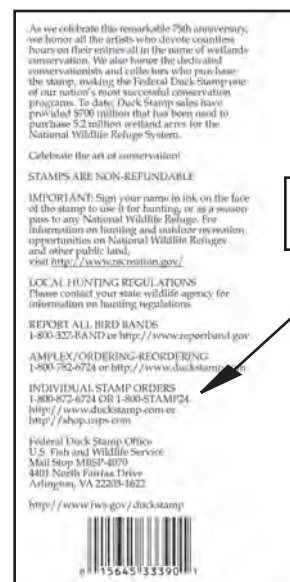 As we celebrate this remarkable 75th anniversary,
we honor all the artists who devote countless
hours on their entries all in the name of wetlands
conservation. We also honor the dedicated
conservationists and collectors who purchase
the stamp, making the Federal Duck Stamp one
of our nation's most successful conservation
programs. To date, Duck Stamp sales have
provided $700 million that has been used to
purchase 5.2 million wetland acres for the
National Wildlife Refuge System.
Celebrate the art of conservation!
STAMPS ARE NON-REFUNDABLE
IMPORTANT: Sign your name in ink on the face
of the stamp to use it for hunting, or as a season
pass to any National Wildlife Refuge. For
information on hunting and outdoor recreation
opportunities on National Wildlife Refuges
and other public land,
visit http://www.recreation.gov/
LOCAL HUNTING REGULATIONS
Please contact your state wildlife agency for
information on hunting regulations
REPORT ALL BIRD BANDS
1-800-327-BAND or http://www.reportband.gov
AMPLEX/ORDERING-REORDERING
1-800-782-6724 or http://www.duckstamp.com
INDIVIDUAL STAMP ORDERS
1-800-872-6724 OR 1-800-STAMP24
http://www.duckstamp.com or
http://shop.usps.com
Federal Duck Stamp Office
U.S. Fish and Wildlife Service
Mail Stop MBSP-4070
4401 North Fairfax Drive
Arlington, VA 22203-1622
http://www.fws.gov/duckstamp
0 15645 33390 1